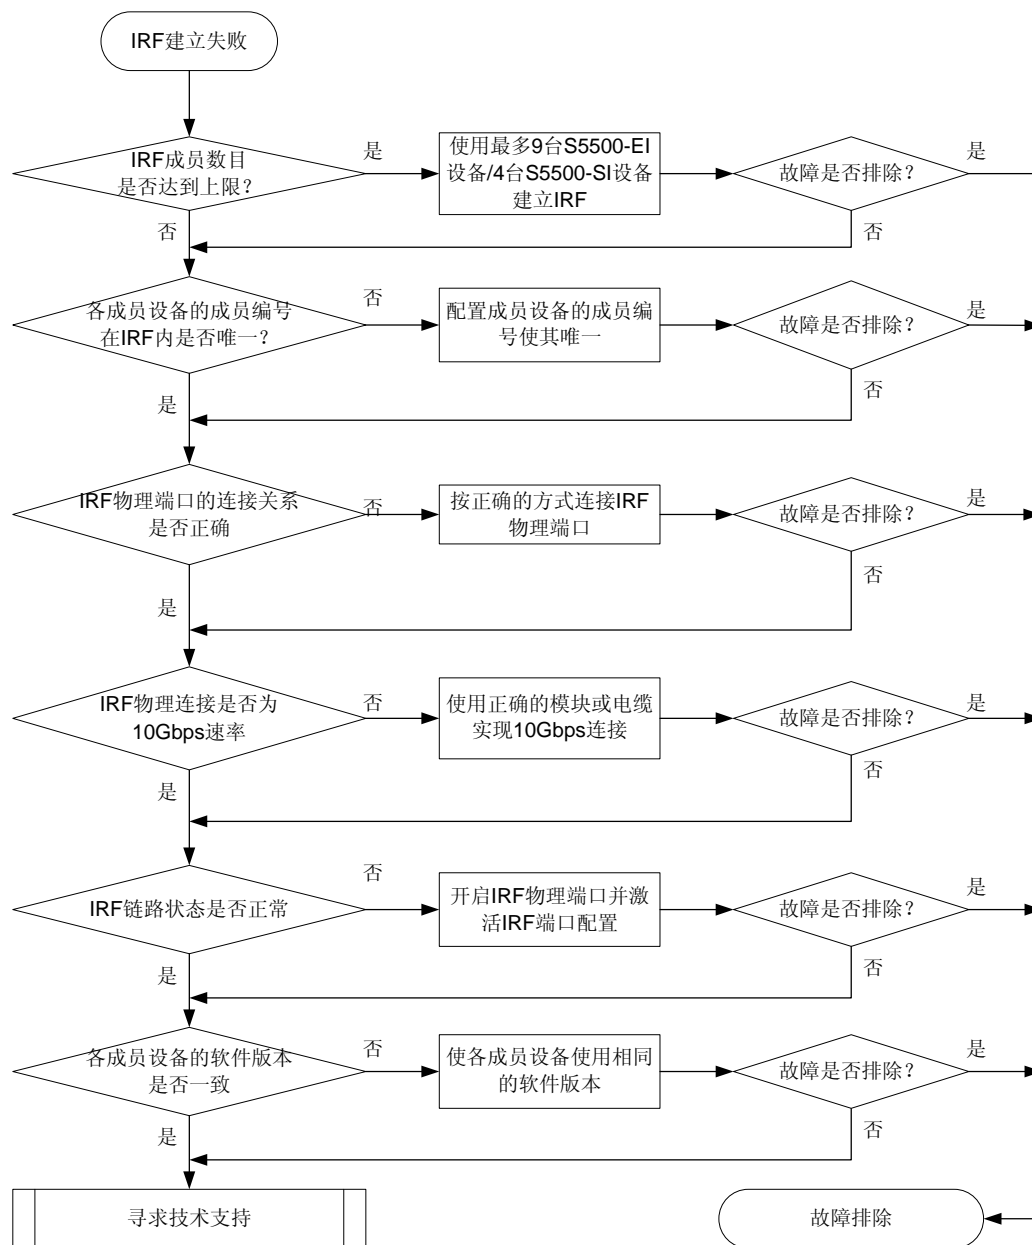 IRF建立失败
IRF成员数目
是否达到上限？
是
使用最多9台S5500-EI
设备/4台S5500-SI设备
建立IRF
故障是否排除？
是
否
否
各成员设备的成员编号
在IRF内是否唯一？
否
配置成员设备的成员编
号使其唯一
故障是否排除？
是
是
否
IRF物理端口的连接关系
是否正确
否
按正确的方式连接IRF
物理端口
故障是否排除？
是
是
否
IRF物理连接是否为
10Gbps速率
否
使用正确的模块或电缆
实现10Gbps连接
故障是否排除？
是
是
否
IRF链路状态是否正常
否
开启IRF物理端口并激
活IRF端口配置
故障是否排除？
是
是
否
各成员设备的软件版本
是否一致
否
使各成员设备使用相同
的软件版本
故障是否排除？
是
是
否
寻求技术支持
故障排除